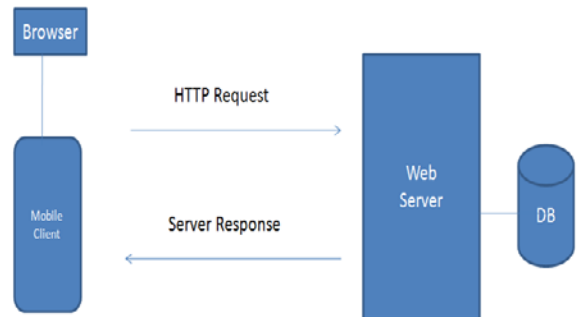 Browser
HTTP Request
Web
Server
Mobile
Client
Server Response
DB